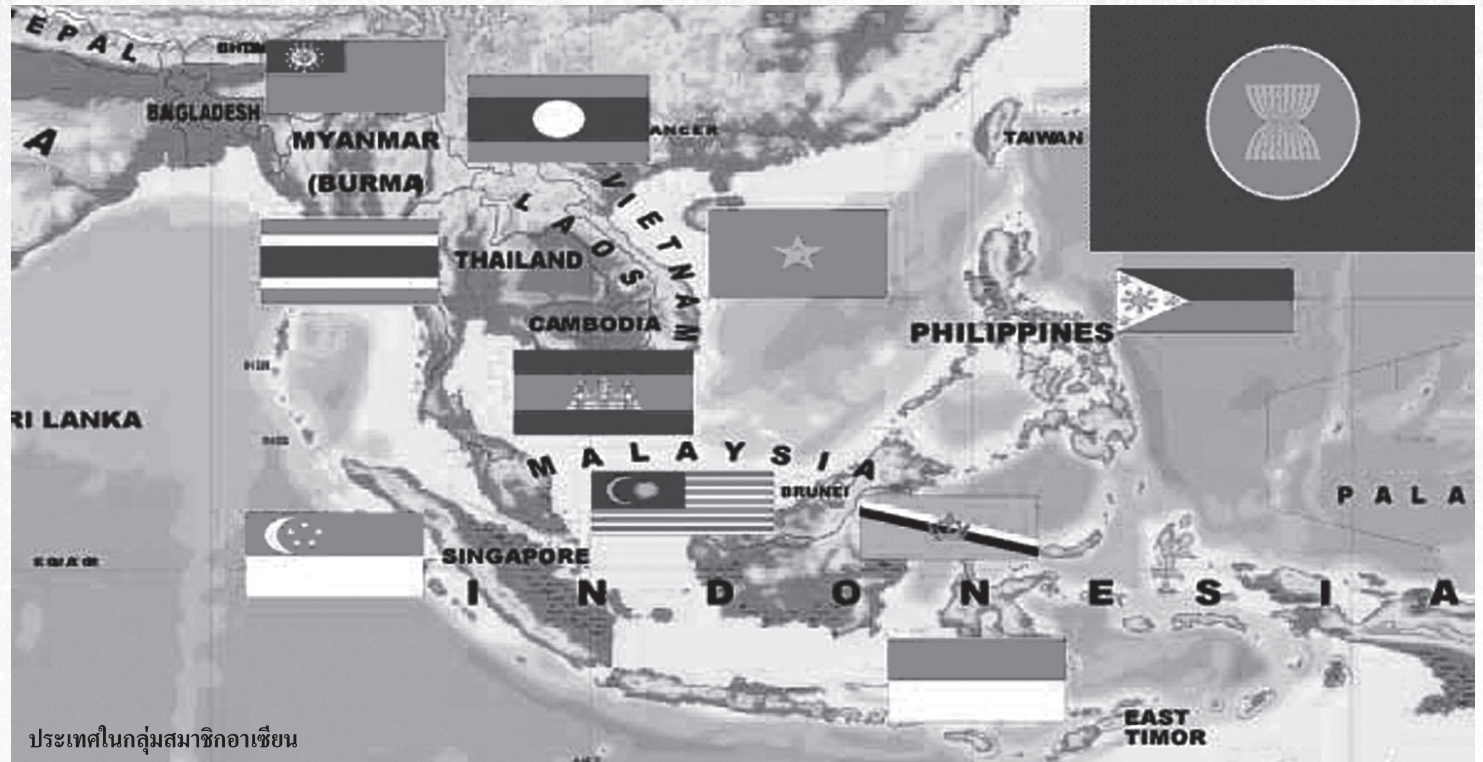 EPAL
BANGLADESH
A
MYANMAR
(BURMA)
TAIWAN
VIETNAM
LAOS
THAILAND
CAMBODIA
PHILIPPINES
RI LANKA
MALAYSIA
BRUNEI
PALA
SINGAPORE
INDONESIA
EAST
TIMOR
ประเทศในกลุ่มสมาชิกอาเซียน